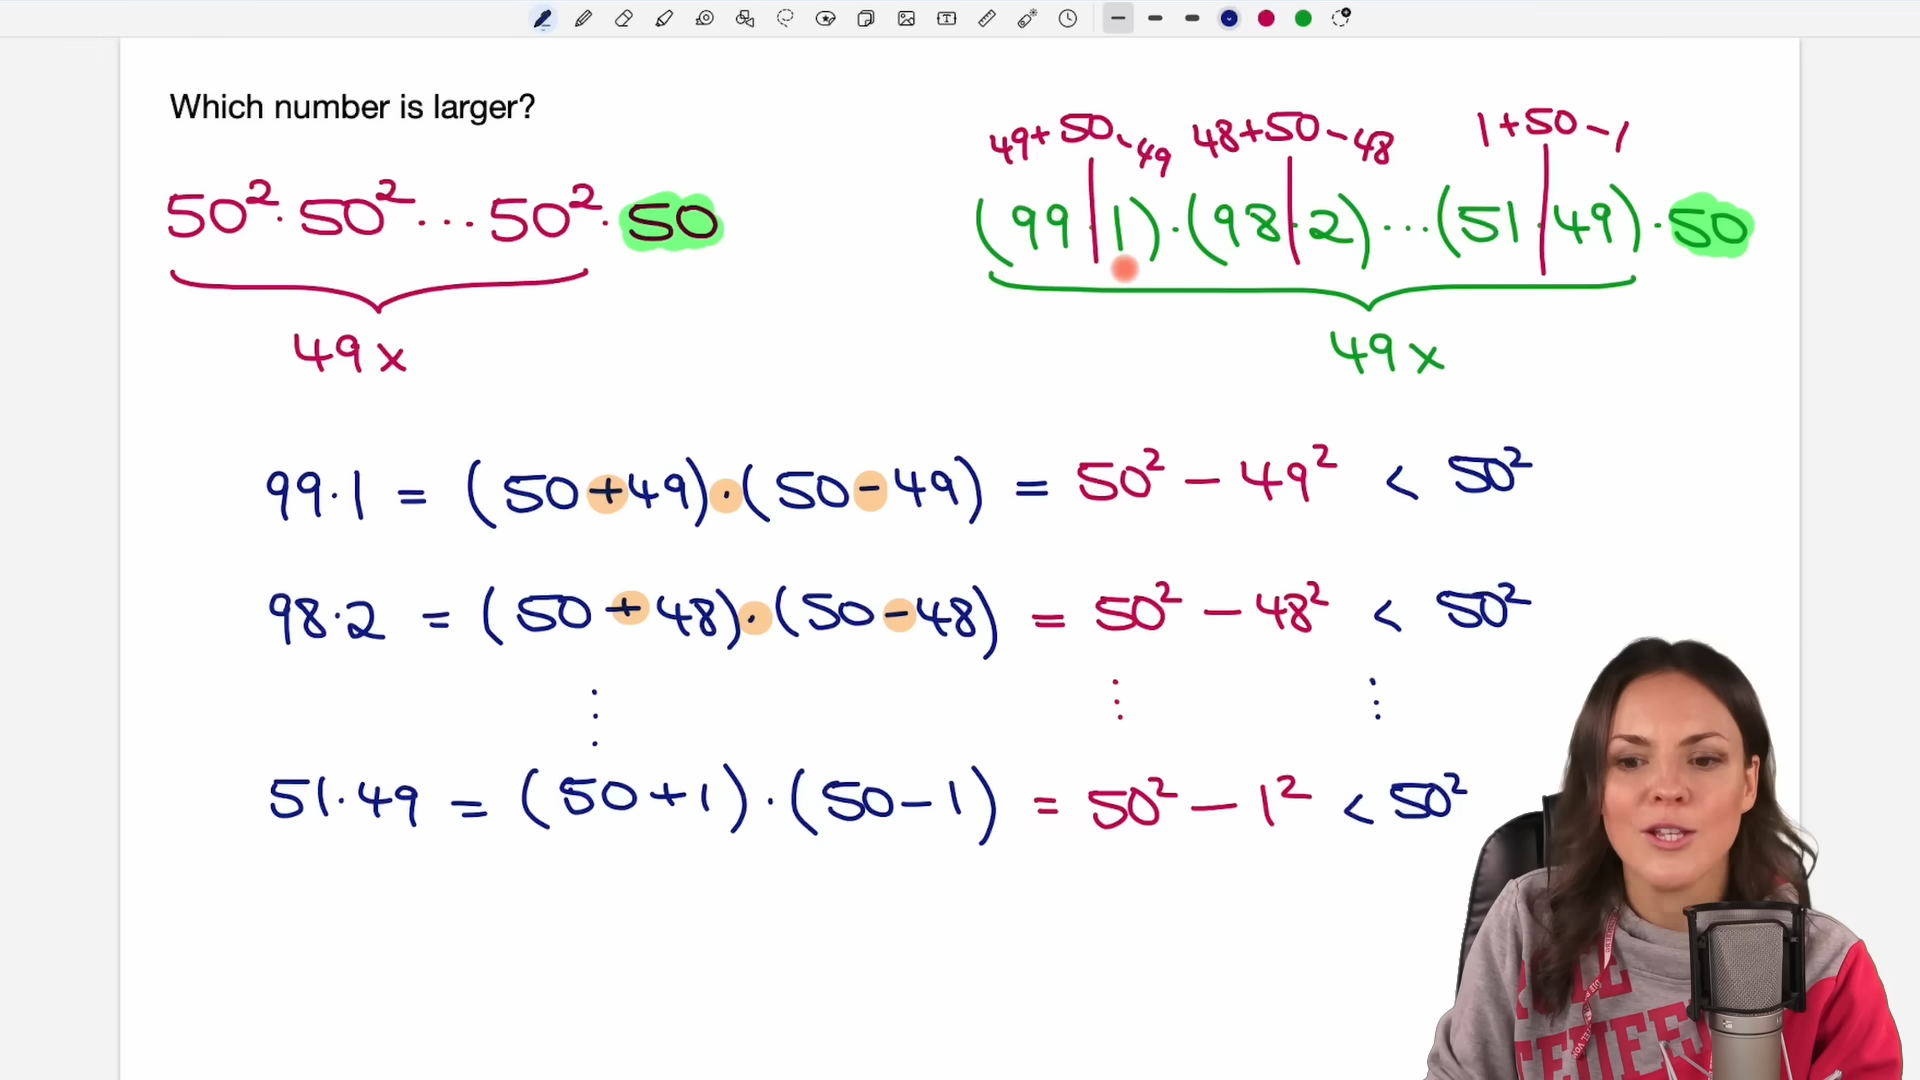 Which number is larger?
49+50-49 48+50-48 1+50-1
50²·50²...50²·50
(99·1)·(98·2)...(51·49)·50
49x
49x
99·1 = (50+49)·(50-49) = 50² - 49² < 50²
98·2 = (50+48)·(50-48) = 50² - 48² < 50²
⋮ ⋮ ⋮
51·49 = (50+1)·(50-1) = 50² - 1² < 50²